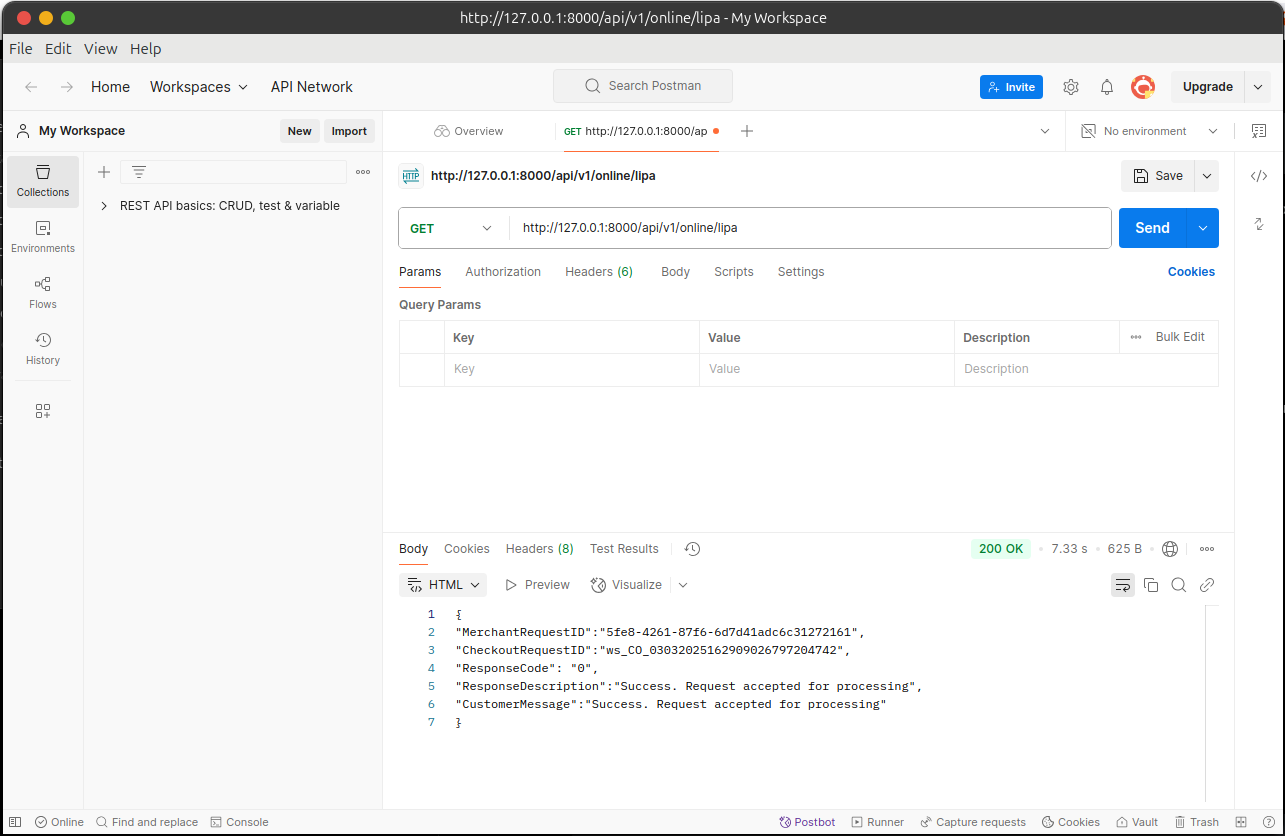 http://127.0.0.1:8000/api/v1/online/lipa - My Workspace
File Edit View Help
Home Workspaces API Network Search Postman Invite Upgrade
My Workspace New Import Overview GET http://127.0.0.1:8000/ap No environment
Collections
REST API basics: CRUD, test & variable
Environments
Flows
History
HTTP http://127.0.0.1:8000/api/v1/online/lipa Save
GET http://127.0.0.1:8000/api/v1/online/lipa Send
Params Authorization Headers (6) Body Scripts Settings Cookies
Query Params
Key Value Description Bulk Edit
Key Value Description
Body Cookies Headers (8) Test Results 200 OK • 7.33 s • 625 B •
HTML Preview Visualize
1 {
2 "MerchantRequestID":"5fe8-4261-87f6-6d7d41adc6c31272161",
3 "CheckoutRequestID":"ws_CO_03032025162909026797204742",
4 "ResponseCode": "0",
5 "ResponseDescription":"Success. Request accepted for processing",
6 "CustomerMessage":"Success. Request accepted for processing"
7 }
Online Find and replace Console Postbot Runner Capture requests Cookies Vault Trash